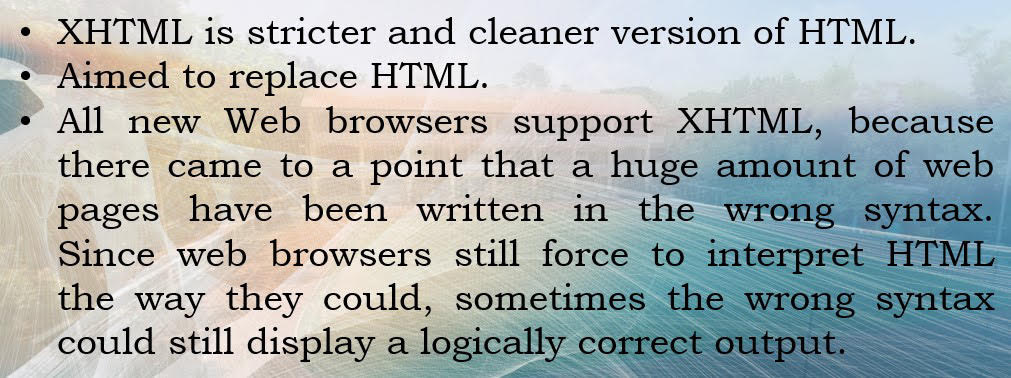 • XHTML is stricter and cleaner version of HTML.
• Aimed to replace HTML.
• All new Web browsers support XHTML, because
there came to a point that a huge amount of web
pages have been written in the wrong syntax.
Since web browsers still force to interpret HTML
the way they could, sometimes the wrong syntax
could still display a logically correct output.